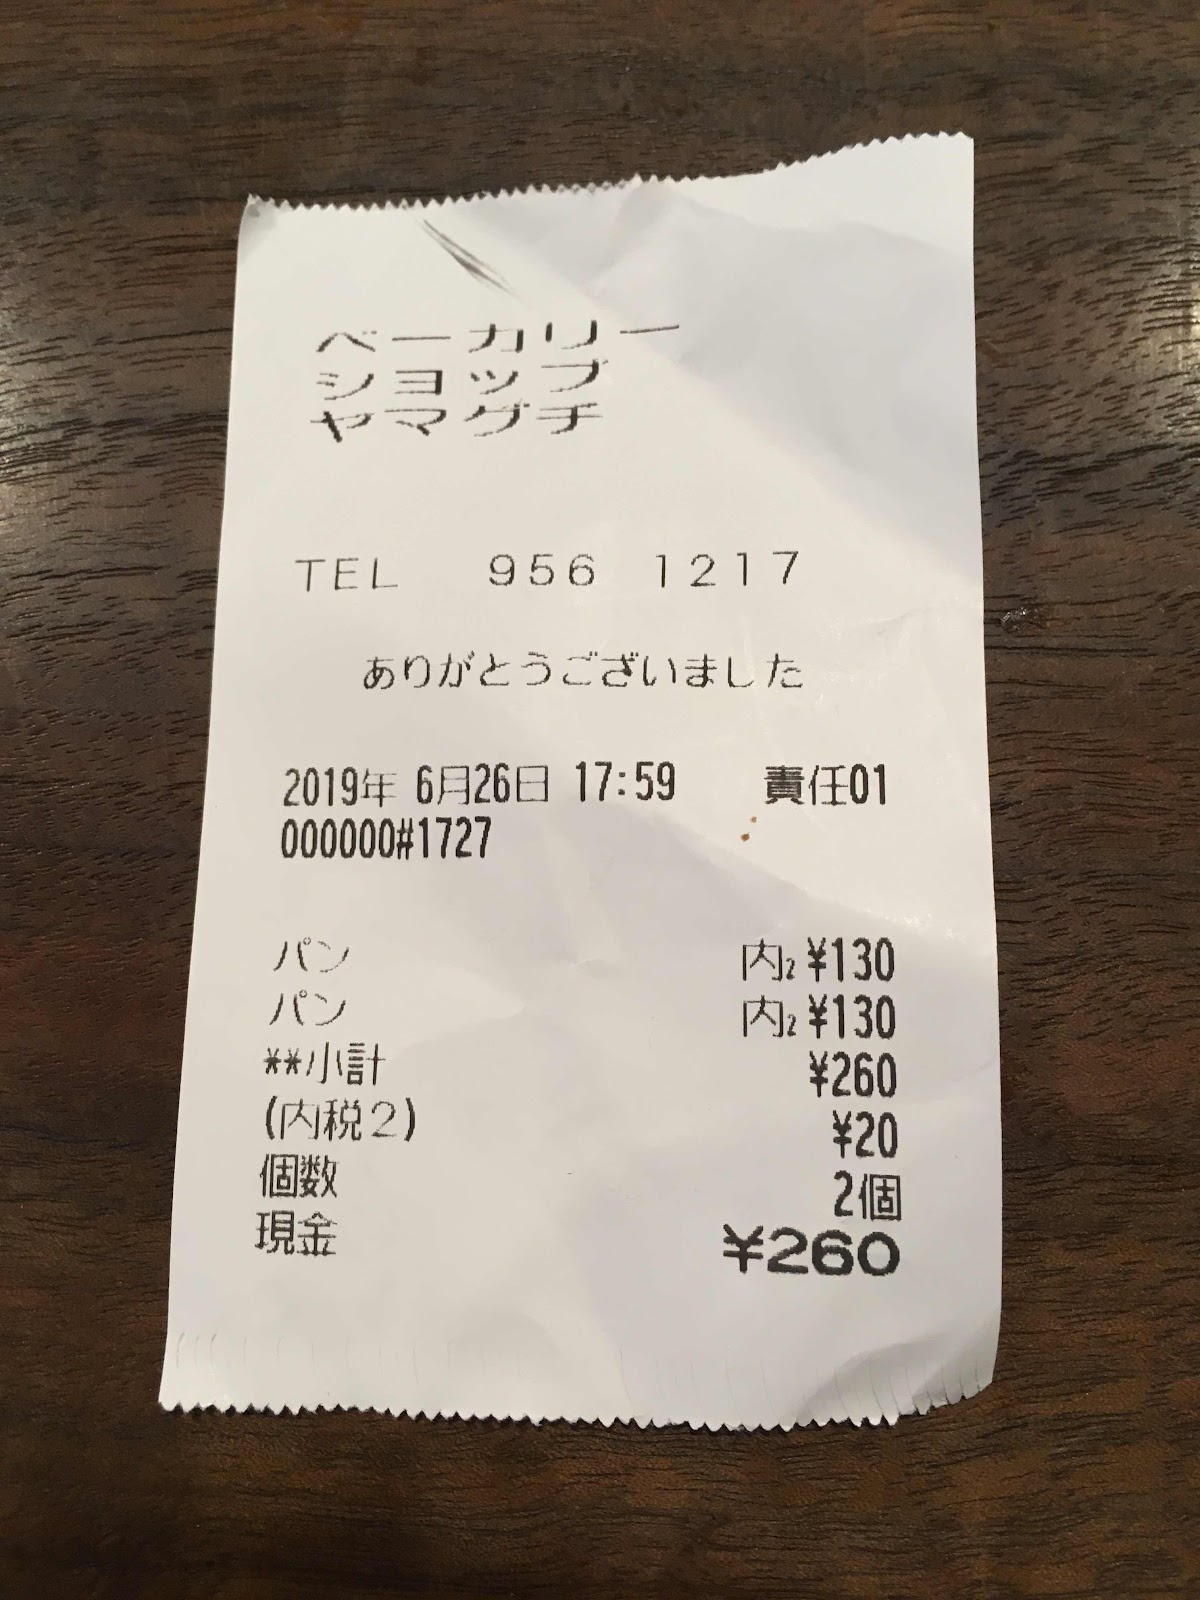 ベーカリー
ショップ
ヤマグチ
TEL 956 1217
ありがとうございました
2019年 6月26日 17:59 責任01
000000#1727
パン 内2 ¥130
パン 内2 ¥130
**小計 ¥260
(内税2) ¥20
個数 2個
現金 ¥260